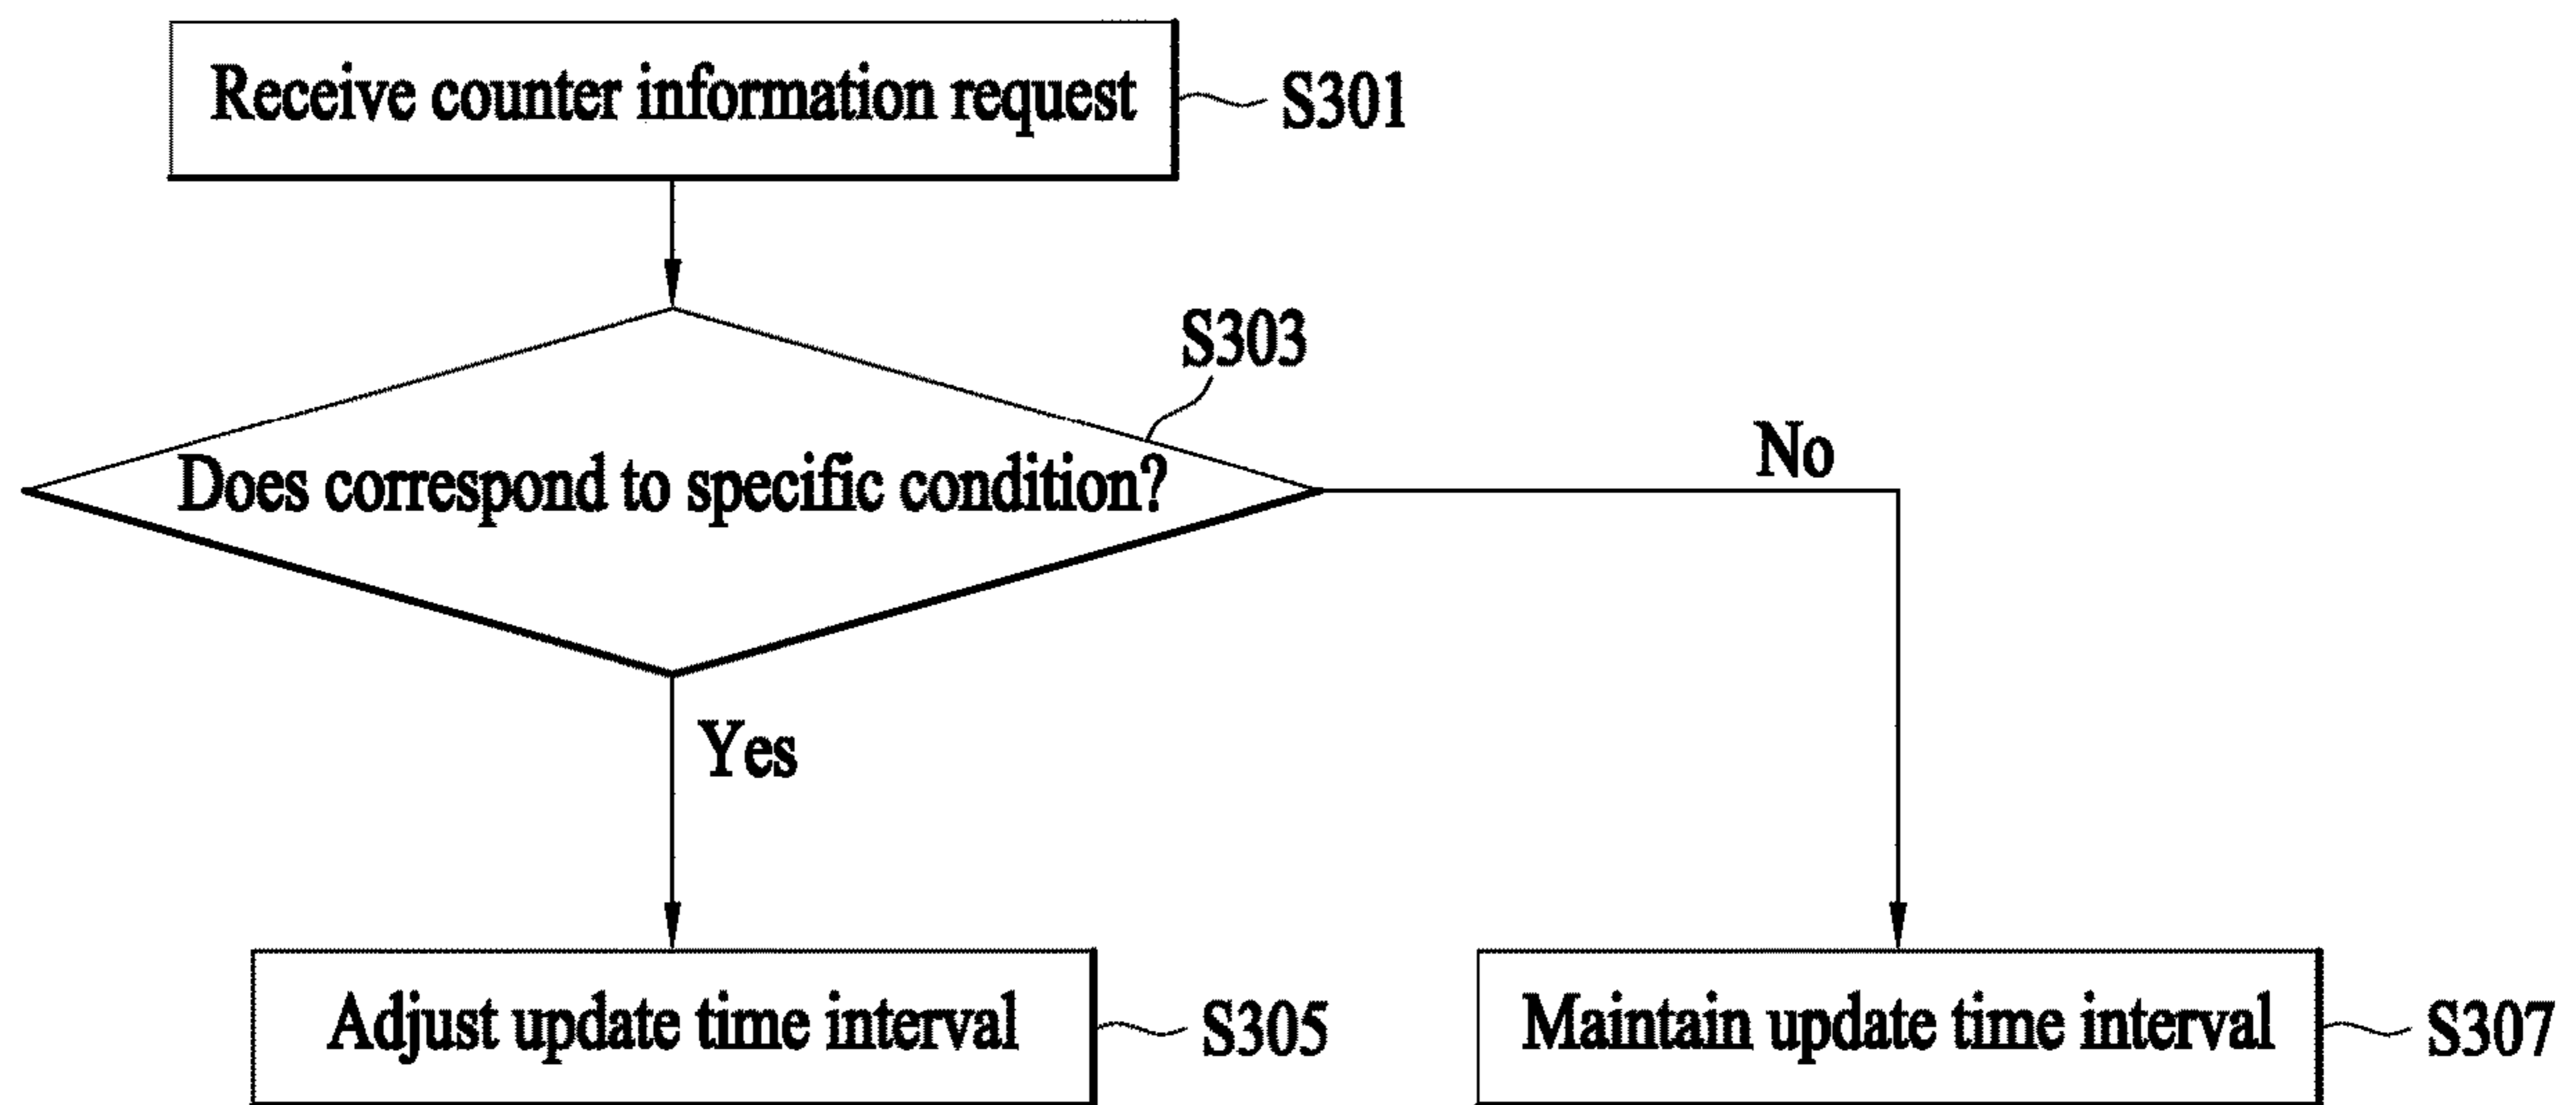 Receive counter information request
S301
S303
Does correspond to specific condition?
No
Yes
Adjust update time interval
S305
Maintain update time interval
S307